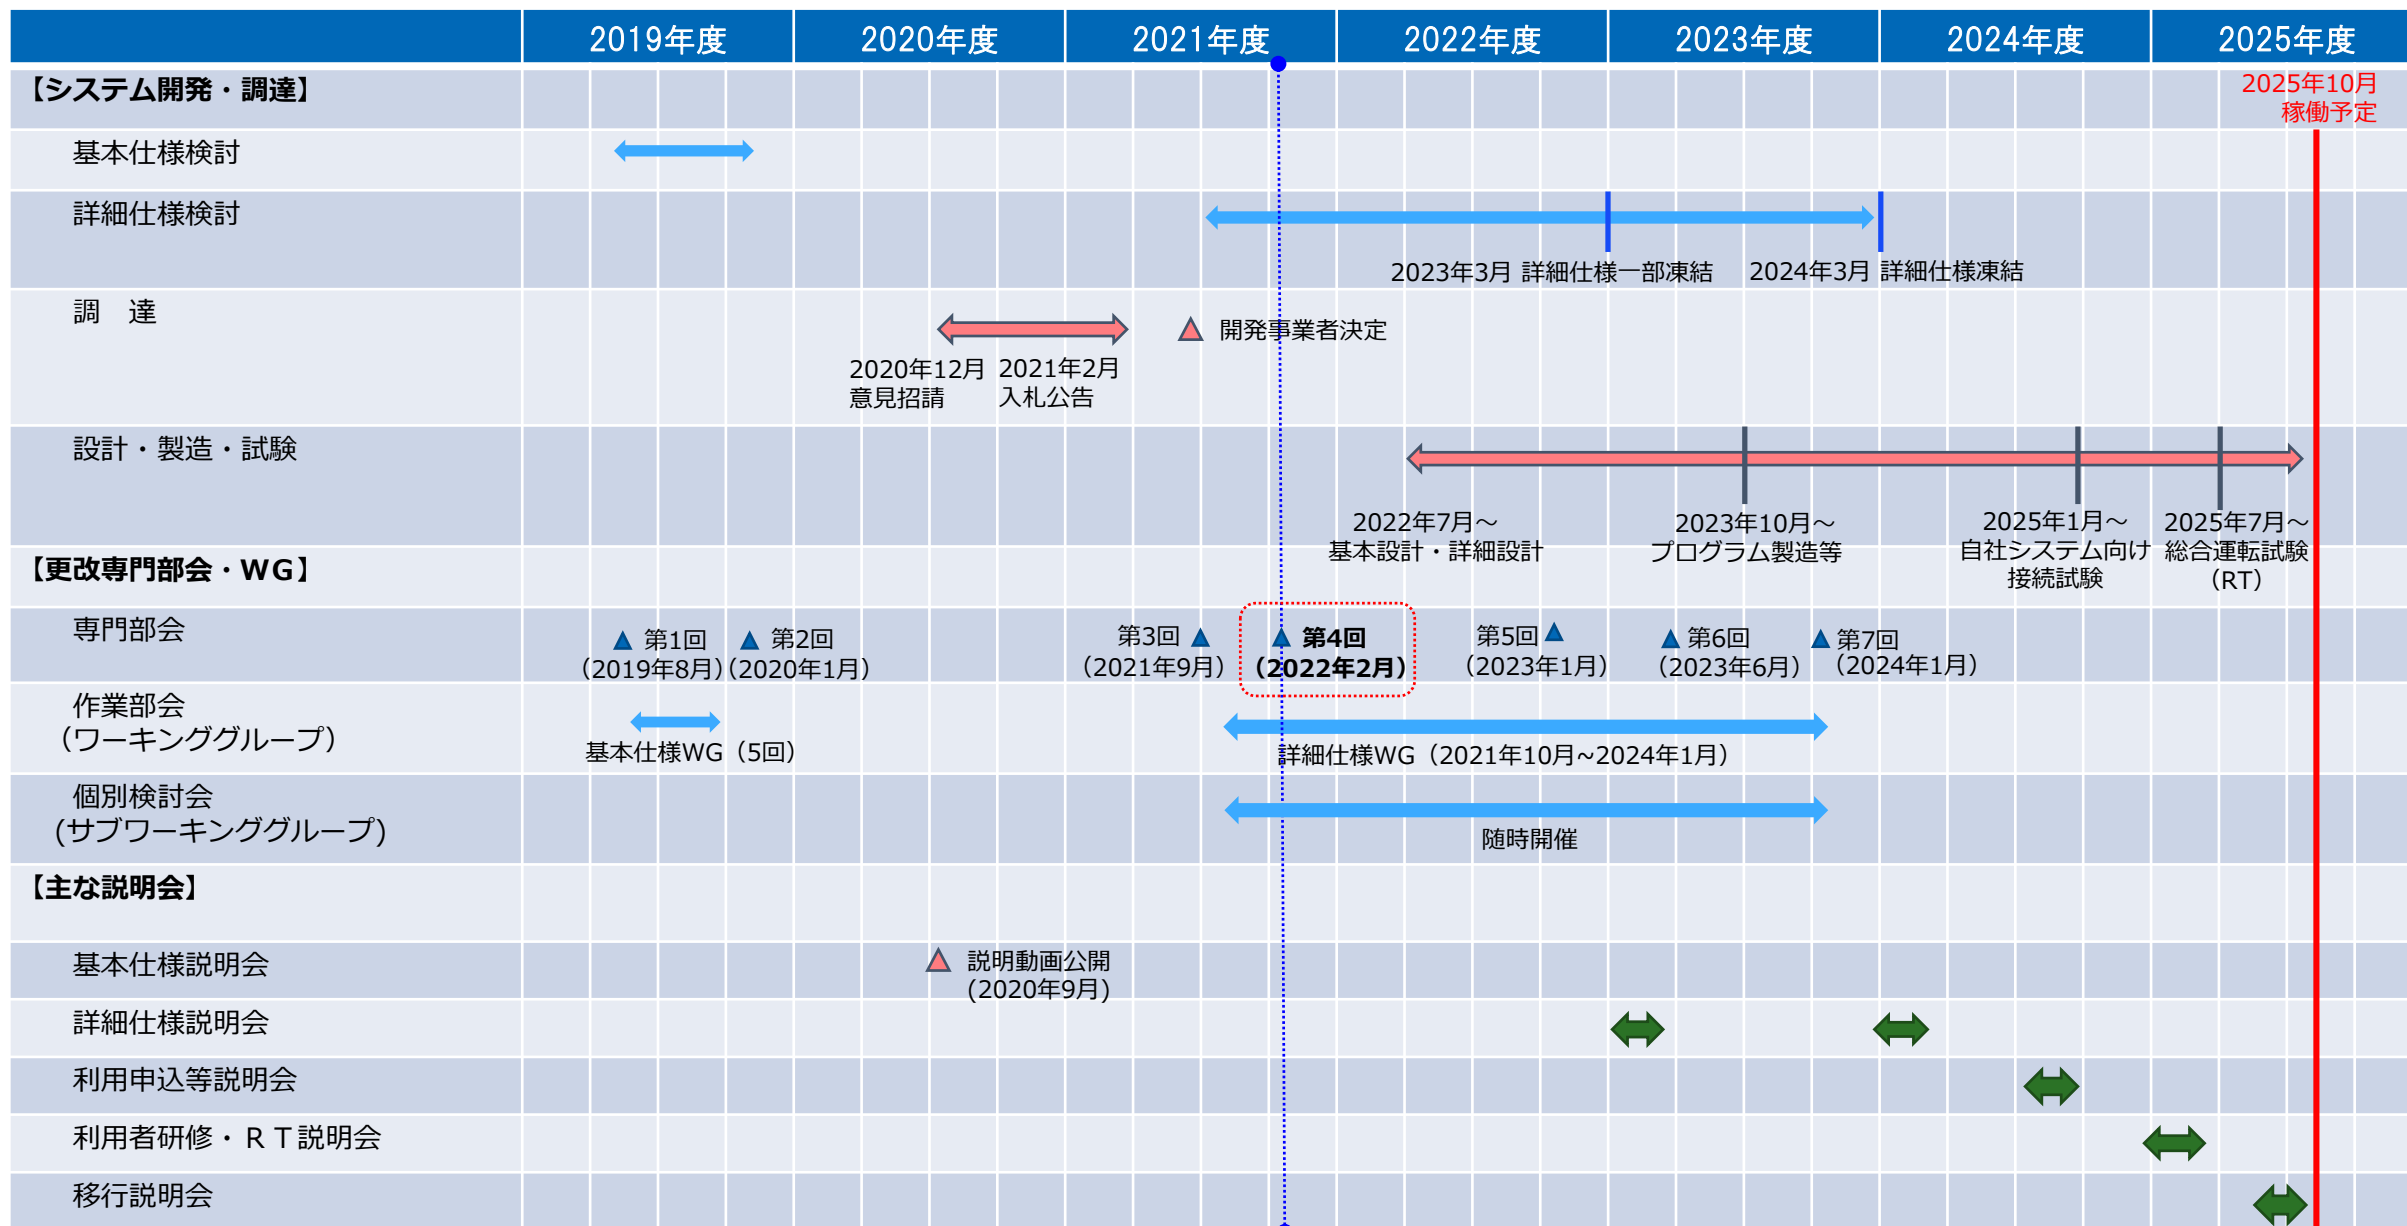 2019年度 2020年度 2021年度 2022年度 2023年度 2024年度 2025年度
【システム開発・調達】
2025年10月
稼働予定
基本仕様検討
詳細仕様検討
2023年3月 詳細仕様一部凍結
2024年3月 詳細仕様凍結
調　達
開発事業者決定
2020年12月
意見招請
2021年2月
入札公告
設計・製造・試験
2022年7月～
基本設計・詳細設計
2023年10月～
プログラム製造等
2025年1月～
自社システム向け
接続試験
2025年7月～
総合運転試験
（RT）
【更改専門部会・WG】
専門部会
第1回
（2019年8月）
第2回
（2020年1月）
第3回
（2021年9月）
第4回
（2022年2月）
第5回
（2023年1月）
第6回
（2023年6月）
第7回
（2024年1月）
作業部会
（ワーキンググループ）
基本仕様WG（5回）
詳細仕様WG（2021年10月~2024年1月）
個別検討会
(サブワーキンググループ)
随時開催
【主な説明会】
基本仕様説明会
説明動画公開
(2020年9月)
詳細仕様説明会
利用申込等説明会
利用者研修・ＲＴ説明会
移行説明会